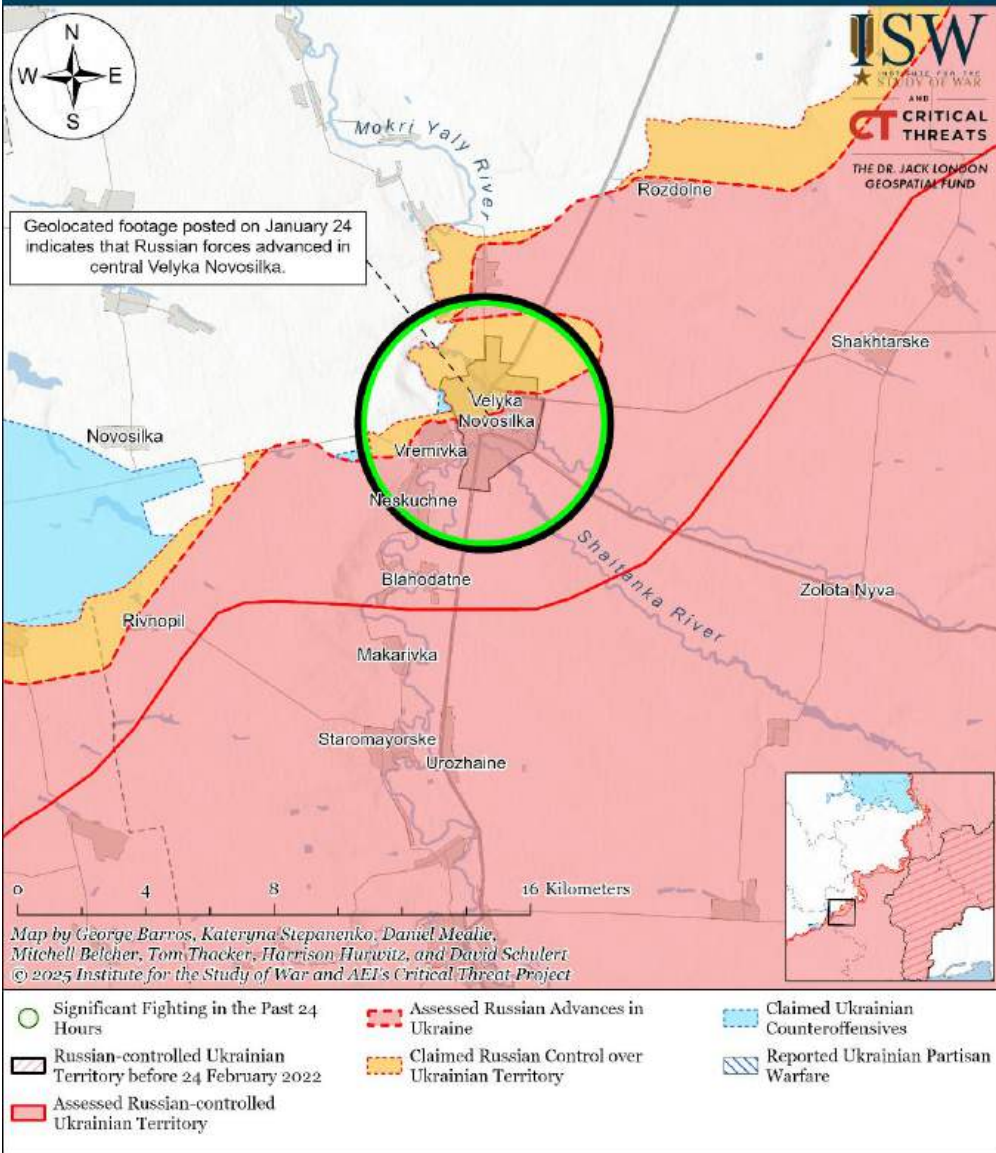 N
W E
S
ISW
INSTITUTE FOR THE
STUDY OF WAR
AND
CT CRITICAL
THREATS
THE DR. JACK LONDON
GEOSPATIAL FUND
Mokri Yaly River
Rozdolne
Geolocated footage posted on January 24
indicates that Russian forces advanced in
central Velyka Novosilka.
Shakhtarske
Velyka
Novosilka
Novosilka
Vremivka
Neskuchne
Shaitanka River
Blahodatne
Zolota Nyva
Rivnopil
Makarivka
Staromayorske
Urozhaine
0 4 8 16 Kilometers
Map by George Barros, Kateryna Stepanenko, Daniel Mealie,
Mitchell Belcher, Tom Thacker, Harrison Hurwitz, and David Schulert
© 2025 Institute for the Study of War and AEI's Critical Threat Project
Significant Fighting in the Past 24
Hours
Russian-controlled Ukrainian
Territory before 24 February 2022
Assessed Russian-controlled
Ukrainian Territory
Assessed Russian Advances in
Ukraine
Claimed Russian Control over
Ukrainian Territory
Claimed Ukrainian
Counteroffensives
Reported Ukrainian Partisan
Warfare